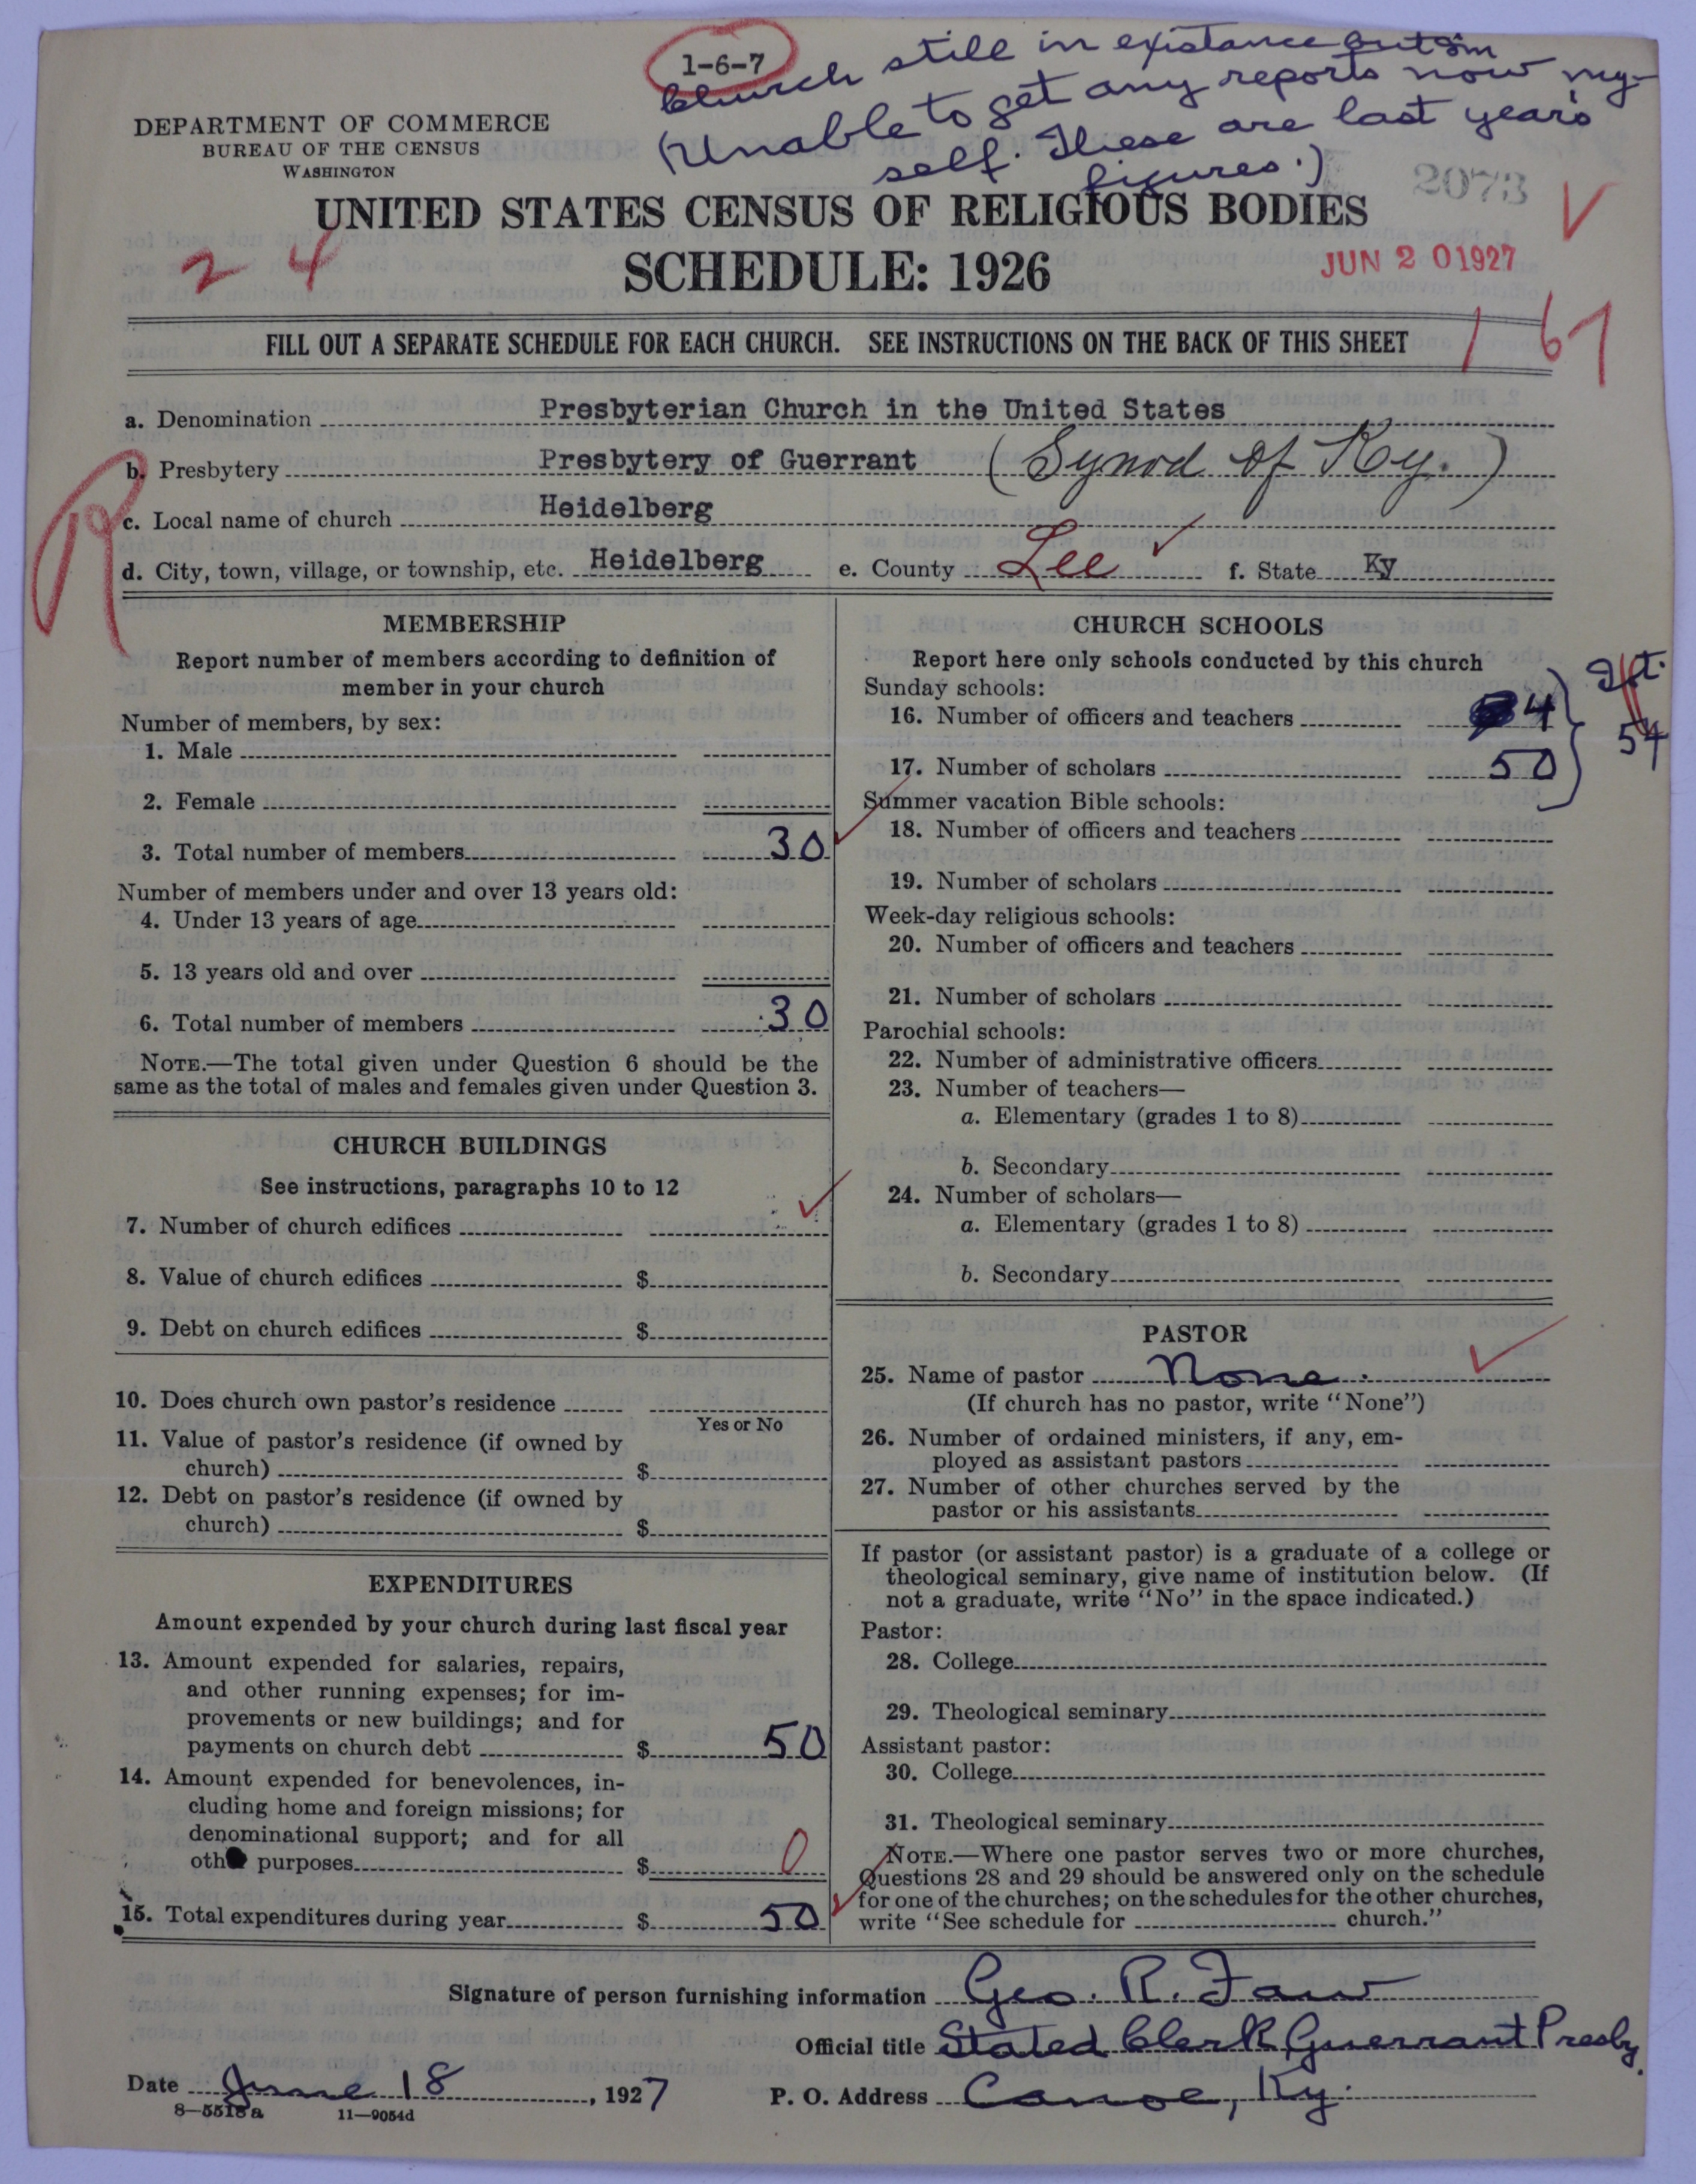 1-6-7
Church still in existance but I'm
(Unable to get any reports now my-
self. These are last year's
figures.)
DEPARTMENT OF COMMERCE
BUREAU OF THE CENSUS
WASHINGTON
2073
UNITED STATES CENSUS OF RELIGIOUS BODIES
2 4
SCHEDULE: 1926
JUN 20 1927
FILL OUT A SEPARATE SCHEDULE FOR EACH CHURCH. SEE INSTRUCTIONS ON THE BACK OF THIS SHEET
1 67
a. Denomination Presbyterian Church in the United States
b. Presbytery Presbytery of Guerrant (Synod of Ky.)
R
c. Local name of church Heidelberg
d. City, town, village, or township, etc. Heidelberg e. County Lee f. State Ky
MEMBERSHIP
Report number of members according to definition of
member in your church
Number of members, by sex:
1. Male
2. Female
3. Total number of members 30
Number of members under and over 13 years old:
4. Under 13 years of age
5. 13 years old and over
6. Total number of members 30
NOTE.—The total given under Question 6 should be the
same as the total of males and females given under Question 3.
CHURCH BUILDINGS
See instructions, paragraphs 10 to 12
7. Number of church edifices
8. Value of church edifices $
9. Debt on church edifices $
10. Does church own pastor's residence
Yes or No
11. Value of pastor's residence (if owned by
church) $
12. Debt on pastor's residence (if owned by
church) $
EXPENDITURES
Amount expended by your church during last fiscal year
13. Amount expended for salaries, repairs,
and other running expenses; for im-
provements or new buildings; and for
payments on church debt $ 50
14. Amount expended for benevolences, in-
cluding home and foreign missions; for
denominational support; and for all
other purposes $ 0
15. Total expenditures during year $ 50
CHURCH SCHOOLS
Report here only schools conducted by this church
Sunday schools:
16. Number of officers and teachers 4
17. Number of scholars 50
54
Summer vacation Bible schools:
18. Number of officers and teachers
19. Number of scholars
Week-day religious schools:
20. Number of officers and teachers
21. Number of scholars
Parochial schools:
22. Number of administrative officers
23. Number of teachers—
a. Elementary (grades 1 to 8)
b. Secondary
24. Number of scholars—
a. Elementary (grades 1 to 8)
b. Secondary
PASTOR
25. Name of pastor None.
(If church has no pastor, write "None")
26. Number of ordained ministers, if any, em-
ployed as assistant pastors
27. Number of other churches served by the
pastor or his assistants
If pastor (or assistant pastor) is a graduate of a college or
theological seminary, give name of institution below. (If
not a graduate, write "No" in the space indicated.)
Pastor:
28. College
29. Theological seminary
Assistant pastor:
30. College
31. Theological seminary
NOTE.—Where one pastor serves two or more churches,
Questions 28 and 29 should be answered only on the schedule
for one of the churches; on the schedules for the other churches,
write "See schedule for church."
Signature of person furnishing information Geo. R. Faw
Official title Stated Clerk Guerrant Presby.
Date June 18, 1927 P. O. Address Canoe, Ky.
8—5518a 11—9054d